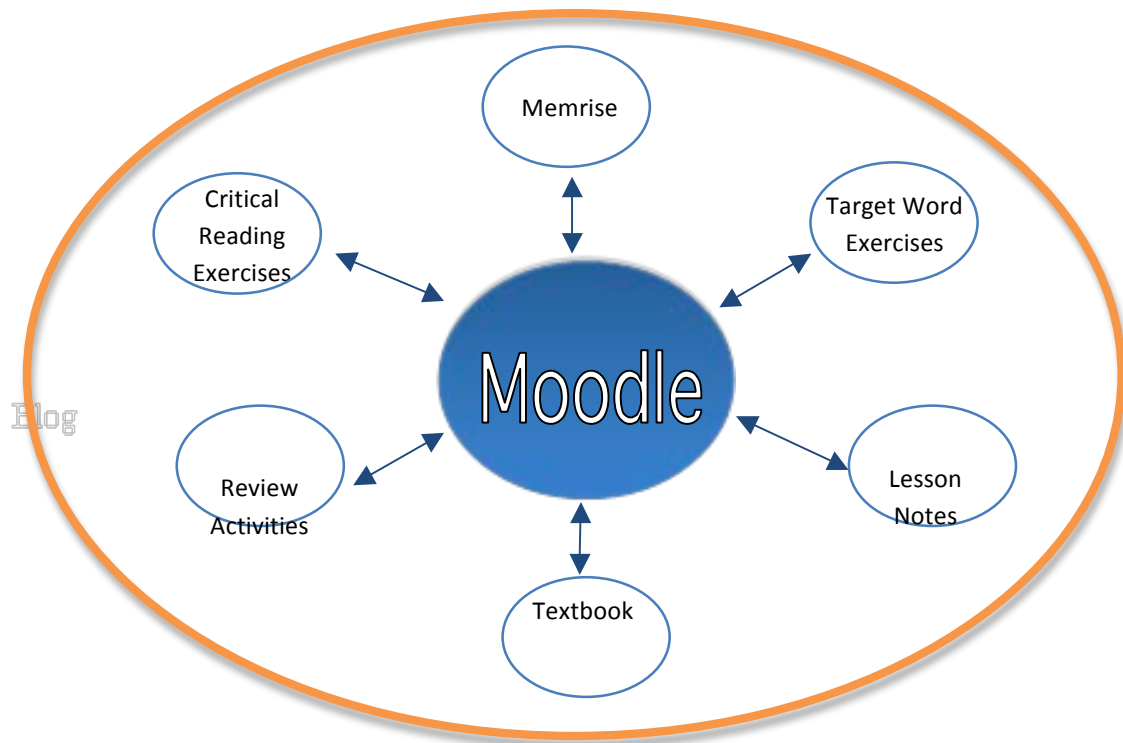 Memrise
Critical
Reading
Exercises
Target Word
Exercises
Moodle
Blog
Review
Activities
Lesson
Notes
Textbook